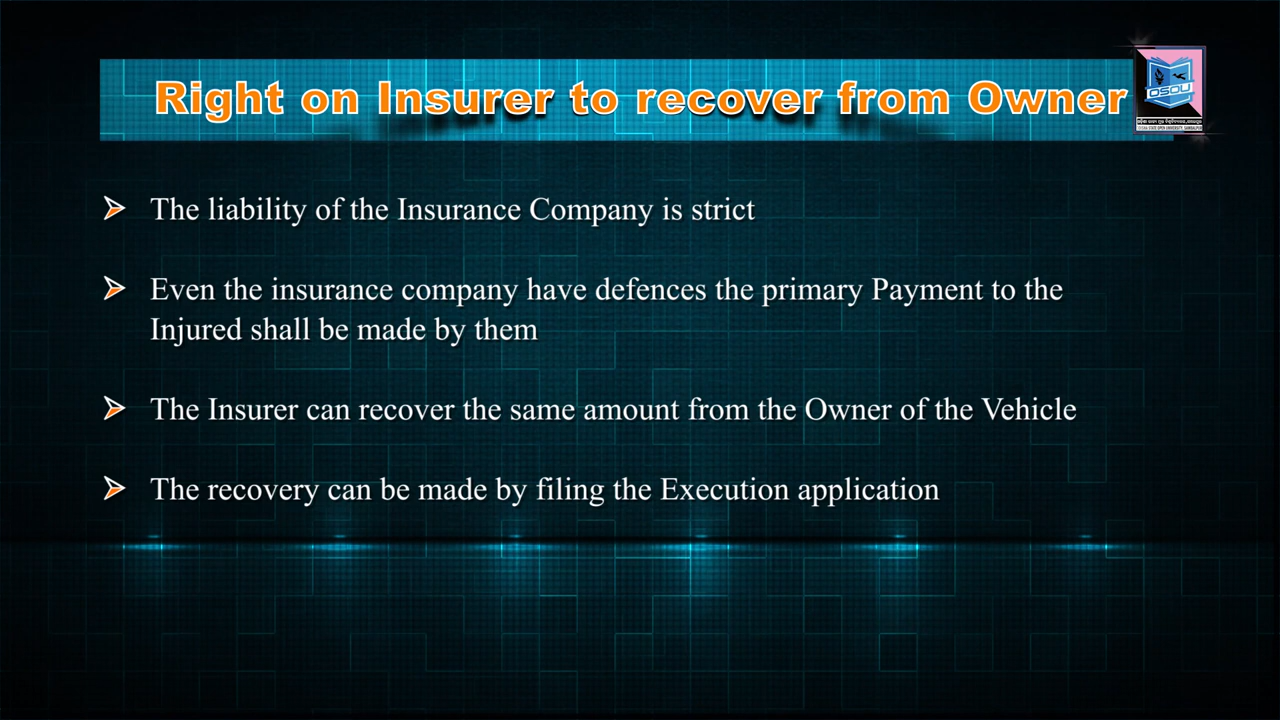 Right on Insurer to recover from Owner
OSOU
The liability of the Insurance Company is strict
Even the insurance company have defences the primary Payment to the
Injured shall be made by them
The Insurer can recover the same amount from the Owner of the Vehicle
The recovery can be made by filing the Execution application